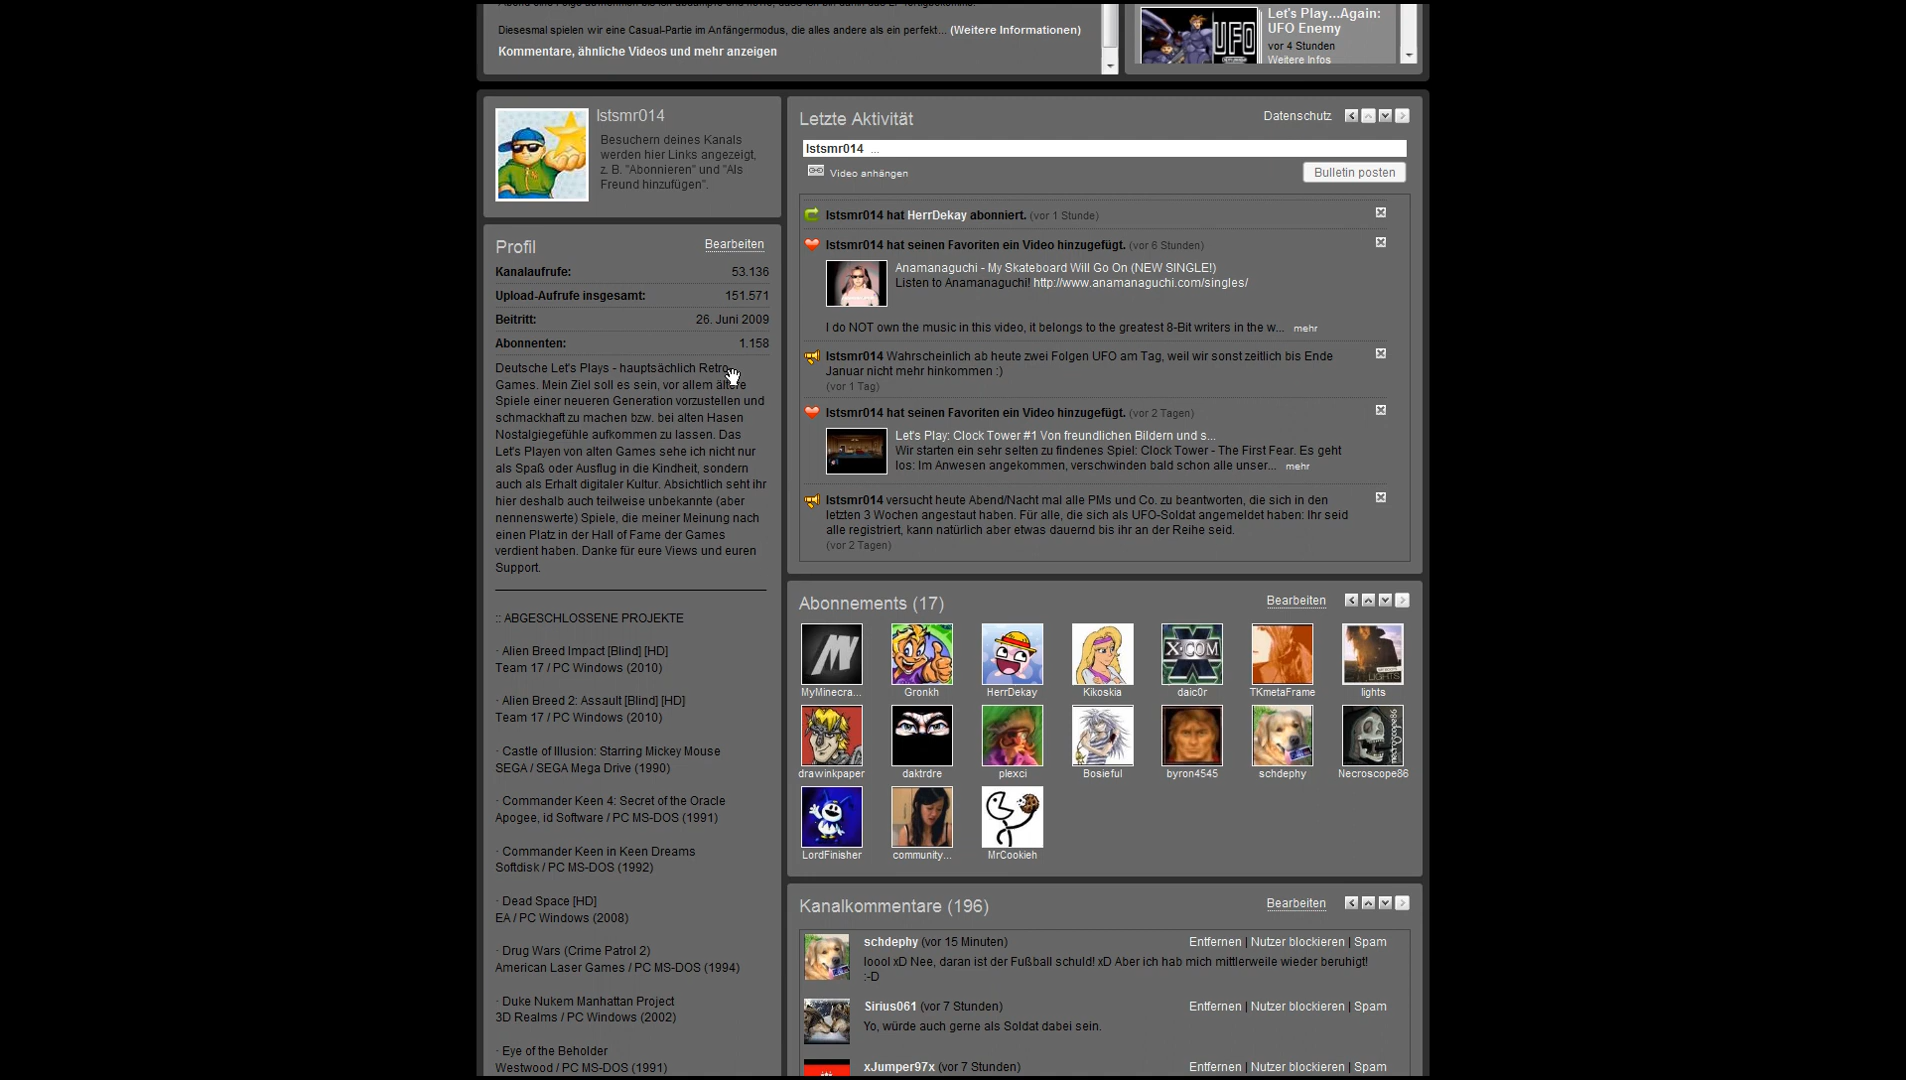 Diesesmal spielen wir eine Casual-Partie im Anfängermodus, die alles andere als ein perfekt... (Weitere Informationen)
Kommentare, ähnliche Videos und mehr anzeigen
Let's Play...Again:
UFO Enemy
vor 4 Stunden
Weitere Infos
UFO
lstsmr014
Besuchern deines Kanals
werden hier Links angezeigt,
z. B. "Abonnieren" und "Als
Freund hinzufügen".
Profil
Bearbeiten
Kanalaufrufe: 53.136
Upload-Aufrufe insgesamt: 151.571
Beitritt: 26. Juni 2009
Abonnenten: 1.158
Deutsche Let's Plays - hauptsächlich Retro-
Games. Mein Ziel soll es sein, vor allem ältere
Spiele einer neueren Generation vorzustellen und
schmackhaft zu machen bzw. bei alten Hasen
Nostalgiegefühle aufkommen zu lassen. Das
Let's Playen von alten Games sehe ich nicht nur
als Spaß oder Ausflug in die Kindheit, sondern
auch als Erhalt digitaler Kultur. Absichtlich seht ihr
hier deshalb auch teilweise unbekannte (aber
nennenswerte) Spiele, die meiner Meinung nach
einen Platz in der Hall of Fame der Games
verdient haben. Danke für eure Views und euren
Support.
:: ABGESCHLOSSENE PROJEKTE
· Alien Breed Impact [Blind] [HD]
Team 17 / PC Windows (2010)
· Alien Breed 2: Assault [Blind] [HD]
Team 17 / PC Windows (2010)
· Castle of Illusion: Starring Mickey Mouse
SEGA / SEGA Mega Drive (1990)
· Commander Keen 4: Secret of the Oracle
Apogee, id Software / PC MS-DOS (1991)
· Commander Keen in Keen Dreams
Softdisk / PC MS-DOS (1992)
· Dead Space [HD]
EA / PC Windows (2008)
· Drug Wars (Crime Patrol 2)
American Laser Games / PC MS-DOS (1994)
· Duke Nukem Manhattan Project
3D Realms / PC Windows (2002)
· Eye of the Beholder
Westwood / PC MS-DOS (1991)
Letzte Aktivität
Datenschutz
lstsmr014 ...
Video anhängen
Bulletin posten
lstsmr014 hat HerrDekay abonniert. (vor 1 Stunde)
lstsmr014 hat seinen Favoriten ein Video hinzugefügt. (vor 6 Stunden)
Anamanaguchi - My Skateboard Will Go On (NEW SINGLE!)
Listen to Anamanaguchi! http://www.anamanaguchi.com/singles/
I do NOT own the music in this video, it belongs to the greatest 8-Bit writers in the w... mehr
lstsmr014 Wahrscheinlich ab heute zwei Folgen UFO am Tag, weil wir sonst zeitlich bis Ende
Januar nicht mehr hinkommen :)
(vor 1 Tag)
lstsmr014 hat seinen Favoriten ein Video hinzugefügt. (vor 2 Tagen)
Let's Play: Clock Tower #1 Von freundlichen Bildern und s...
Wir starten ein sehr selten zu findenes Spiel: Clock Tower - The First Fear. Es geht
los: Im Anwesen angekommen, verschwinden bald schon alle unser... mehr
lstsmr014 versucht heute Abend/Nacht mal alle PMs und Co. zu beantworten, die sich in den
letzten 3 Wochen angestaut haben. Für alle, die sich als UFO-Soldat angemeldet haben: Ihr seid
alle registriert, kann natürlich aber etwas dauernd bis ihr an der Reihe seid.
(vor 2 Tagen)
Abonnements (17)
Bearbeiten
X-COM
LIGHTS
necroscope86
MyMinecra... Gronkh HerrDekay Kikoskia daic0r TKmetaFrame lights
drawinkpaper daktrdre plexci Bosieful byron4545 schdephy Necroscope86
LordFinisher community... MrCookieh
Kanalkommentare (196)
Bearbeiten
schdephy (vor 15 Minuten) Entfernen | Nutzer blockieren | Spam
loool xD Nee, daran ist der Fußball schuld! xD Aber ich hab mich mittlerweile wieder beruhigt!
:-D
Sirius061 (vor 7 Stunden) Entfernen | Nutzer blockieren | Spam
Yo, würde auch gerne als Soldat dabei sein.
xJumper97x (vor 7 Stunden) Entfernen | Nutzer blockieren | Spam